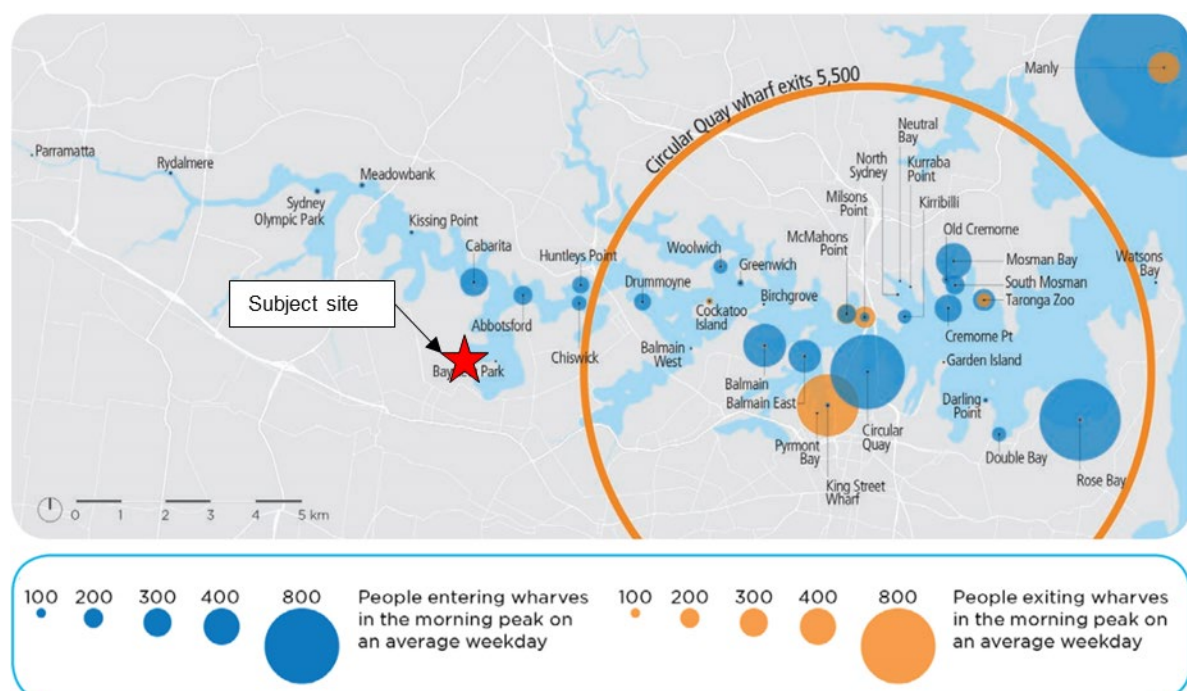 Circular Quay wharf exits 5,500
Manly
Parramatta
Rydalmere
Sydney
Olympic Park
Meadowbank
Kissing Point
Cabarita
Abbotsford
Huntleys Point
Chiswick
Subject site
Drummoyne
Woolwich
Greenwich
Cockatoo
Island
Birchgrove
Balmain
West
Balmain
Balmain East
McMahons
Point
Milsons
Point
North
Sydney
Neutral
Bay
Kurraba
Point
Kirribilli
Old Cremorne
Mosman Bay
South Mosman
Taronga Zoo
Cremorne Pt
Garden Island
Darling
Point
Double Bay
Rose Bay
Watsons
Bay
Pyrmont
Bay
King Street
Wharf
Circular
Quay
0 1 2 3 4 5 km
100 200 300 400 800
People entering wharves
in the morning peak on
an average weekday
100 200 300 400 800
People exiting wharves
in the morning peak on
an average weekday